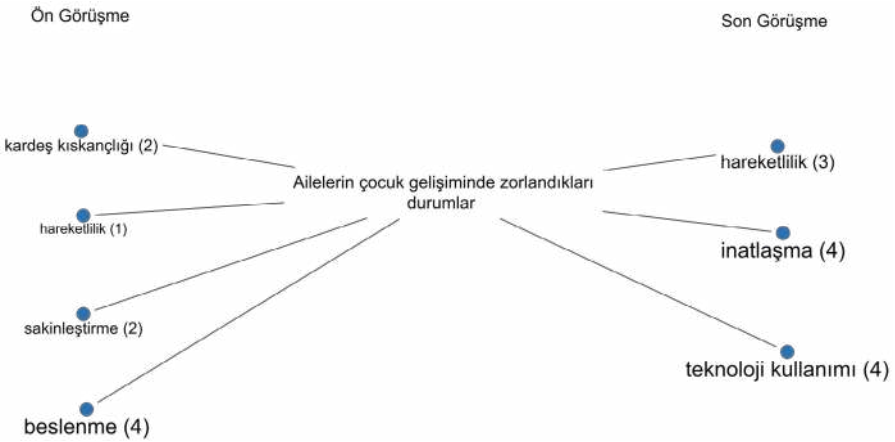 Ön Görüşme
Son Görüşme
kardeş kıskançlığı (2)
hareketlilik (1)
sakinleştirme (2)
beslenme (4)
Ailelerin çocuk gelişiminde zorlandıkları
durumlar
hareketlilik (3)
inatlaşma (4)
teknoloji kullanımı (4)